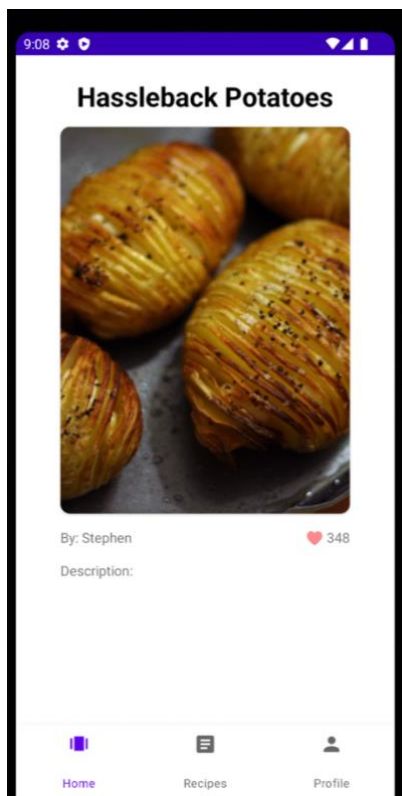 9:08
Hassleback Potatoes
By: Stephen 348
Description:
Home Recipes Profile